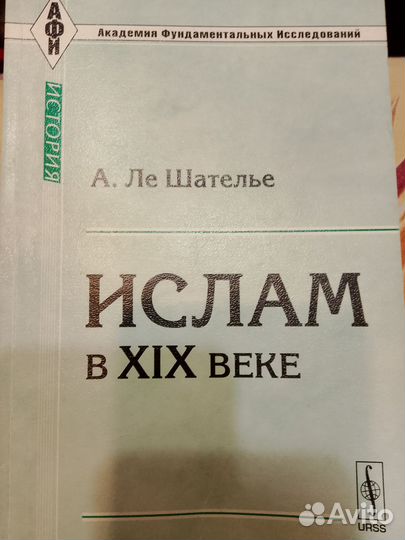 АФИ
Академия Фундаментальных Исследований
ИСТОРИЯ
А. Ле Шателье
ИСЛАМ
В XIX ВЕКЕ
URSS
Avito